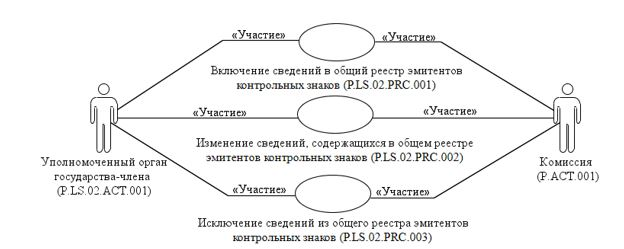 «Участие» «Участие»
Включение сведений в общий реестр эмитентов
контрольных знаков (P.LS.02.PRC.001)
«Участие» «Участие»
Изменение сведений, содержащихся в общем реестре
эмитентов контрольных знаков (P.LS.02.PRC.002)
Уполномоченный орган
государства-члена
(P.LS.02.ACT.001)
Комиссия
(P.ACT.001)
«Участие» «Участие»
Исключение сведений из общего реестра эмитентов
контрольных знаков (P.LS.02.PRC.003)